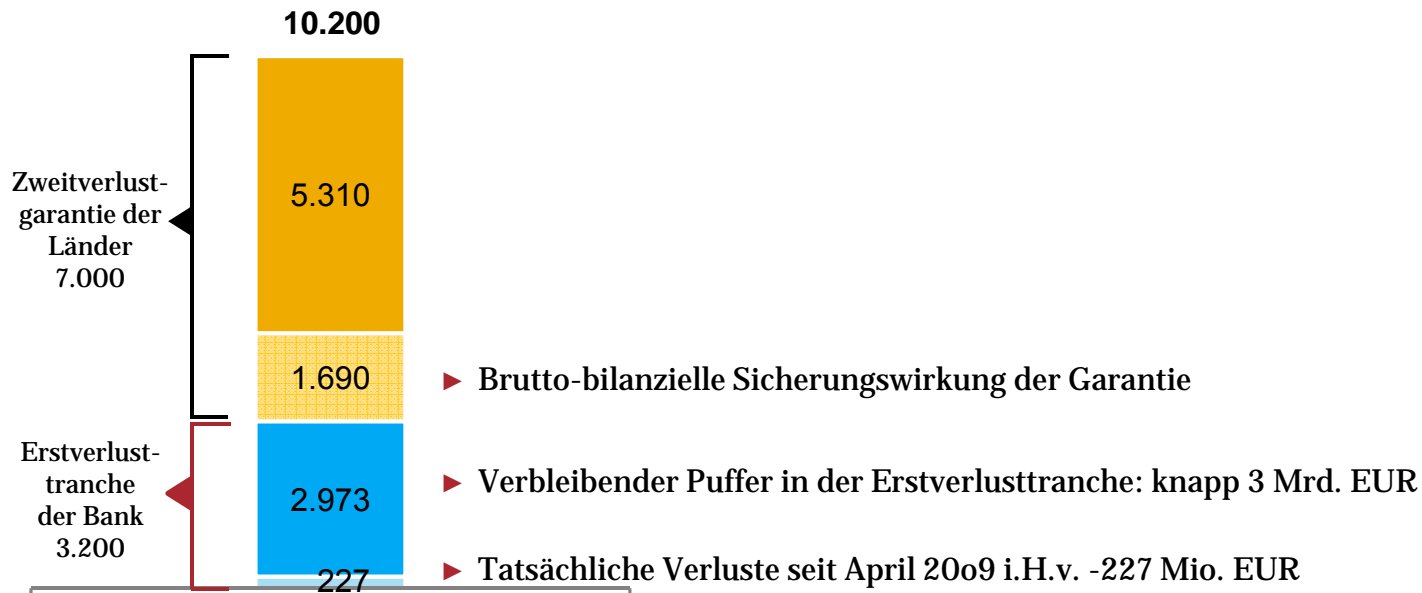 10.200
Zweitverlust-
garantie der
Länder
7.000
5.310
1.690
► Brutto-bilanzielle Sicherungswirkung der Garantie
Erstverlust-
tranche
der Bank
3.200
2.973
► Verbleibender Puffer in der Erstverlusttranche: knapp 3 Mrd. EUR
227
► Tatsächliche Verluste seit April 20o9 i.H.v. -227 Mio. EUR